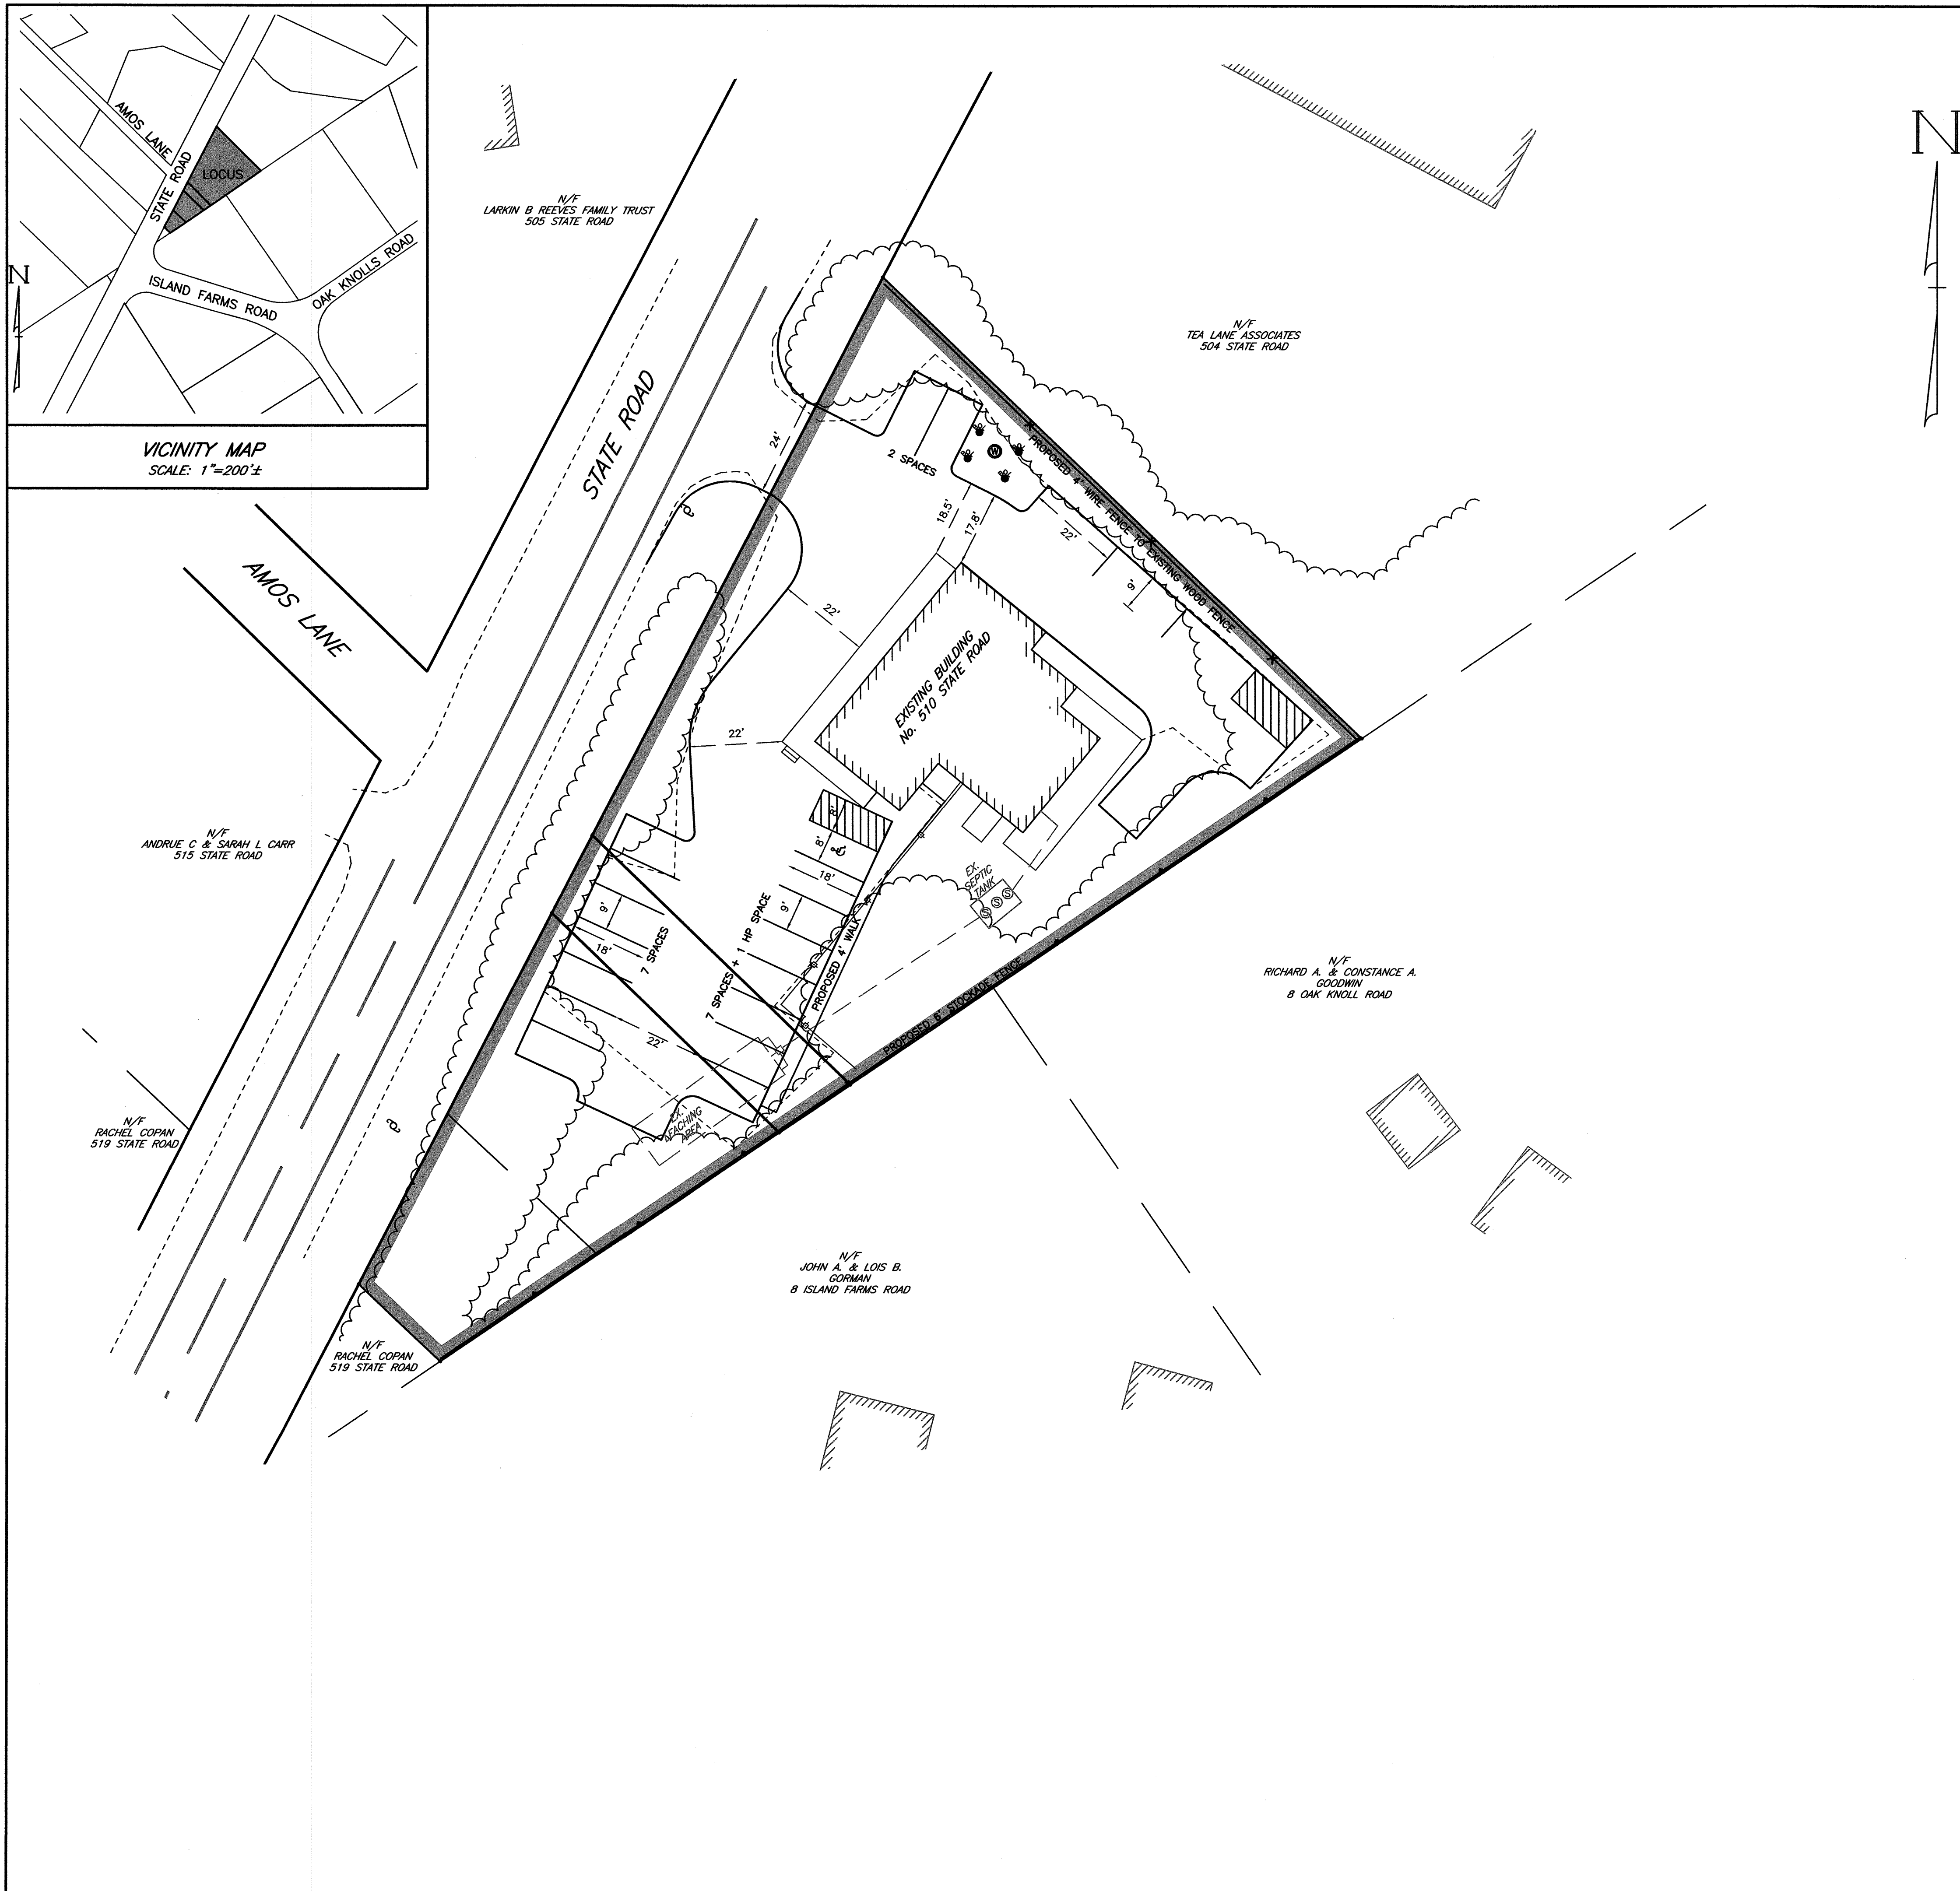 AMOS LANE
STATE ROAD
LOCUS
ISLAND FARMS ROAD
OAK KNOLLS ROAD
N
VICINITY MAP
SCALE: 1"=200'±
N
N/F
LARKIN B REEVES FAMILY TRUST
505 STATE ROAD
N/F
TEA LANE ASSOCIATES
504 STATE ROAD
STATE ROAD
AMOS LANE
24'
2 SPACES
W
PROPOSED 4' WIRE FENCE TO EXISTING WOOD FENCE
18.5'
17.8'
22'
9'
22'
22'
EXISTING BUILDING
No. 510 STATE ROAD
N/F
ANDRUE C & SARAH L CARR
515 STATE ROAD
8'
8'
18'
9'
9'
18'
7 SPACES
7 SPACES + 1 HP SPACE
PROPOSED 4' WALK
EX.
SEPTIC
TANK
S S S
22'
PROPOSED 6' STOCKADE FENCE
N/F
RICHARD A. & CONSTANCE A.
GOODWIN
8 OAK KNOLL ROAD
EX.
LEACHING
AREA
N/F
RACHEL COPAN
519 STATE ROAD
N/F
JOHN A. & LOIS B.
GORMAN
8 ISLAND FARMS ROAD
N/F
RACHEL COPAN
519 STATE ROAD